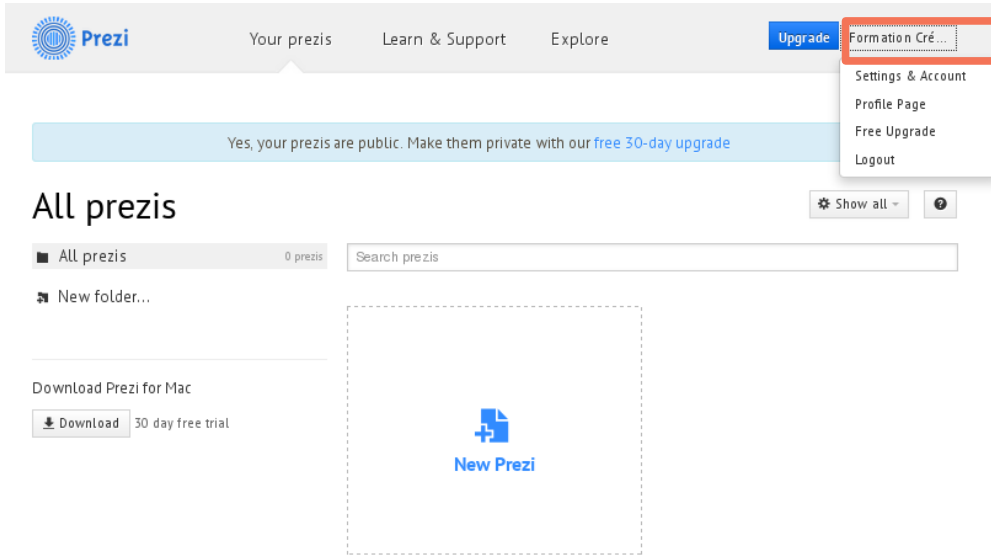 Prezi
Your prezis
Learn & Support
Explore
Upgrade
Formation Cré...
Settings & Account
Profile Page
Free Upgrade
Logout
Yes, your prezis are public. Make them private with our free 30-day upgrade
All prezis
Show all
?
All prezis
0 prezis
Search prezis
New folder...
Download Prezi for Mac
Download
30 day free trial
New Prezi